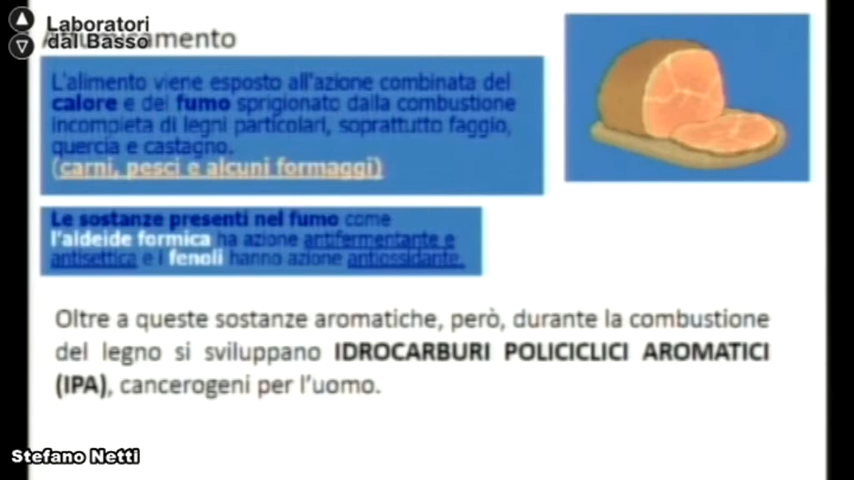 Laboratori
dal Basso
L'alimento viene esposto all'azione combinata del
calore e del fumo sprigionato dalla combustione
incompleta di legni particolari, soprattutto faggio,
quercia e castagno.
(carni, pesci e alcuni formaggi)
Le sostanze presenti nel fumo come
l'aldeide formica ha azione antifermentante e
antisettica e i fenoli hanno azione antiossidante.
Oltre a queste sostanze aromatiche, però, durante la combustione
del legno si sviluppano IDROCARBURI POLICICLICI AROMATICI
(IPA), cancerogeni per l'uomo.
Stefano Netti